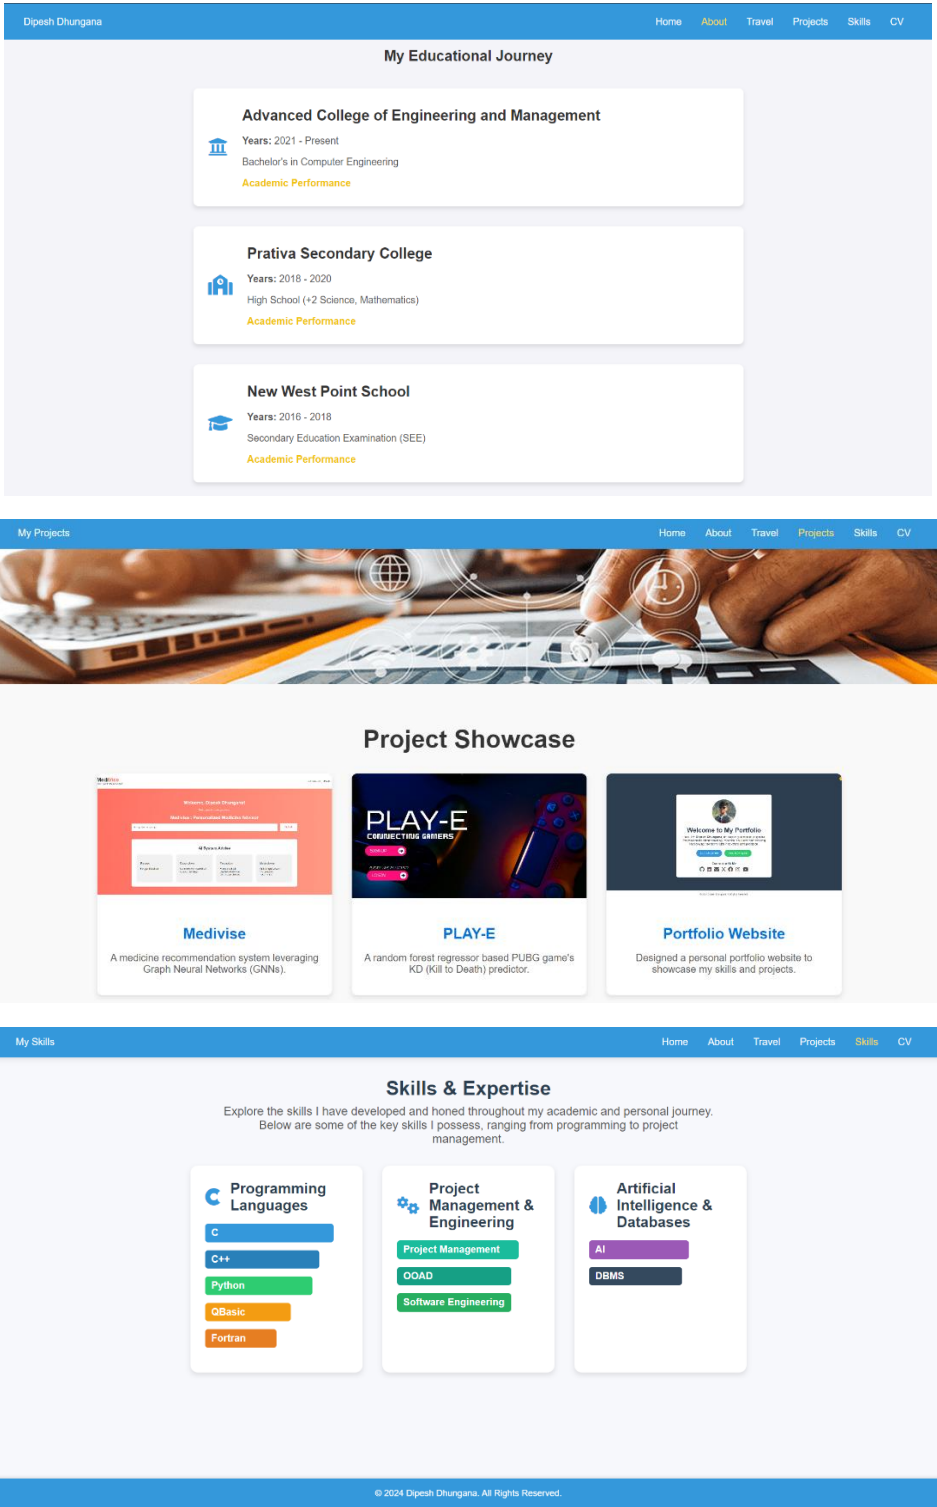 Dipesh Dhungana
Home About Travel Projects Skills CV
My Educational Journey
Advanced College of Engineering and Management
Years: 2021 - Present
Bachelor's in Computer Engineering
Academic Performance
Prativa Secondary College
Years: 2018 - 2020
High School (+2 Science, Mathematics)
Academic Performance
New West Point School
Years: 2016 - 2018
Secondary Education Examination (SEE)
Academic Performance
My Projects
Home About Travel Projects Skills CV
Project Showcase
MediVise
Welcome, Dipesh Dhungana!
PLAY-E
CONNECTING GAMERS
SIGN UP
LOGIN
Welcome to My Portfolio
Medivise
A medicine recommendation system leveraging
Graph Neural Networks (GNNs).
PLAY-E
A random forest regressor based PUBG game's
KD (Kill to Death) predictor.
Portfolio Website
Designed a personal portfolio website to
showcase my skills and projects.
My Skills
Home About Travel Projects Skills CV
Skills & Expertise
Explore the skills I have developed and honed throughout my academic and personal journey.
Below are some of the key skills I possess, ranging from programming to project
management.
Programming
Languages
C
C++
Python
QBasic
Fortran
Project
Management &
Engineering
Project Management
OOAD
Software Engineering
Artificial
Intelligence &
Databases
AI
DBMS
© 2024 Dipesh Dhungana. All Rights Reserved.